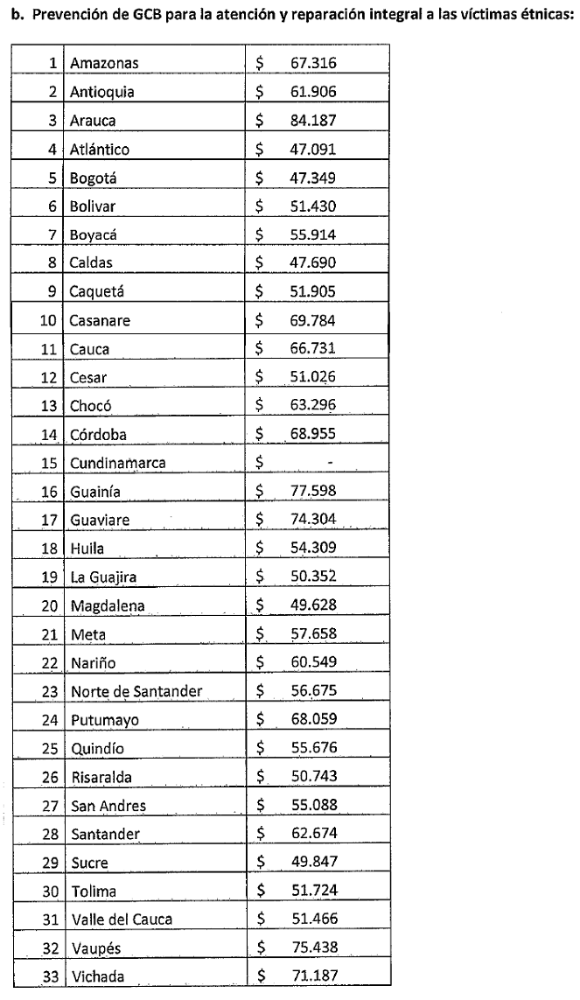 b. Prevención de GCB para la atención y reparación integral a las víctimas étnicas:
1 Amazonas $ 67.316
2 Antioquia $ 61.906
3 Arauca $ 84.187
4 Atlántico $ 47.091
5 Bogotá $ 47.349
6 Bolivar $ 51.430
7 Boyacá $ 55.914
8 Caldas $ 47.690
9 Caquetá $ 51.905
10 Casanare $ 69.784
11 Cauca $ 66.731
12 Cesar $ 51.026
13 Chocó $ 63.296
14 Córdoba $ 68.955
15 Cundinamarca $ -
16 Guainía $ 77.598
17 Guaviare $ 74.304
18 Huila $ 54.309
19 La Guajira $ 50.352
20 Magdalena $ 49.628
21 Meta $ 57.658
22 Nariño $ 60.549
23 Norte de Santander $ 56.675
24 Putumayo $ 68.059
25 Quindío $ 55.676
26 Risaralda $ 50.743
27 San Andres $ 55.088
28 Santander $ 62.674
29 Sucre $ 49.847
30 Tolima $ 51.724
31 Valle del Cauca $ 51.466
32 Vaupés $ 75.438
33 Vichada $ 71.187